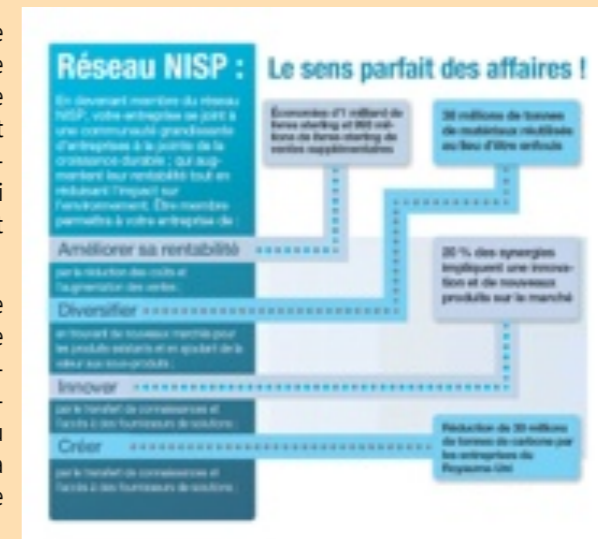 Réseau NISP :
Le sens parfait des affaires !
En devenant membre du réseau
NISP, votre entreprise se joint à
une communauté grandissante
d'entreprises à la pointe de la
croissance durable ; qui aug-
mentent leur rentabilité tout en
réduisant l'impact sur
l'environnement. Être membre
permettra à votre entreprise de :
Améliorer sa rentabilité
par la réduction des coûts et
l'augmentation des ventes ;
Diversifier
en trouvant de nouveaux marchés pour
les produits existants et en ajoutant de la
valeur aux sous-produits ;
Innover
par le transfert de connaissances et
l'accès à des fournisseurs de solutions ;
Créer
par le transfert de connaissances et
l'accès à des fournisseurs de solutions ;
Économies d'1 milliard de
livres sterling et
lions de livres sterling de
ventes supplémentaires
millions de tonnes
de matériaux réutilisés
au lieu d'être enfouis
20 % des synergies
impliquent une innova-
tion et de nouveaux
produits sur le marché
Réduction de millions
de tonnes de carbone par
les entreprises du
Royaume-Uni